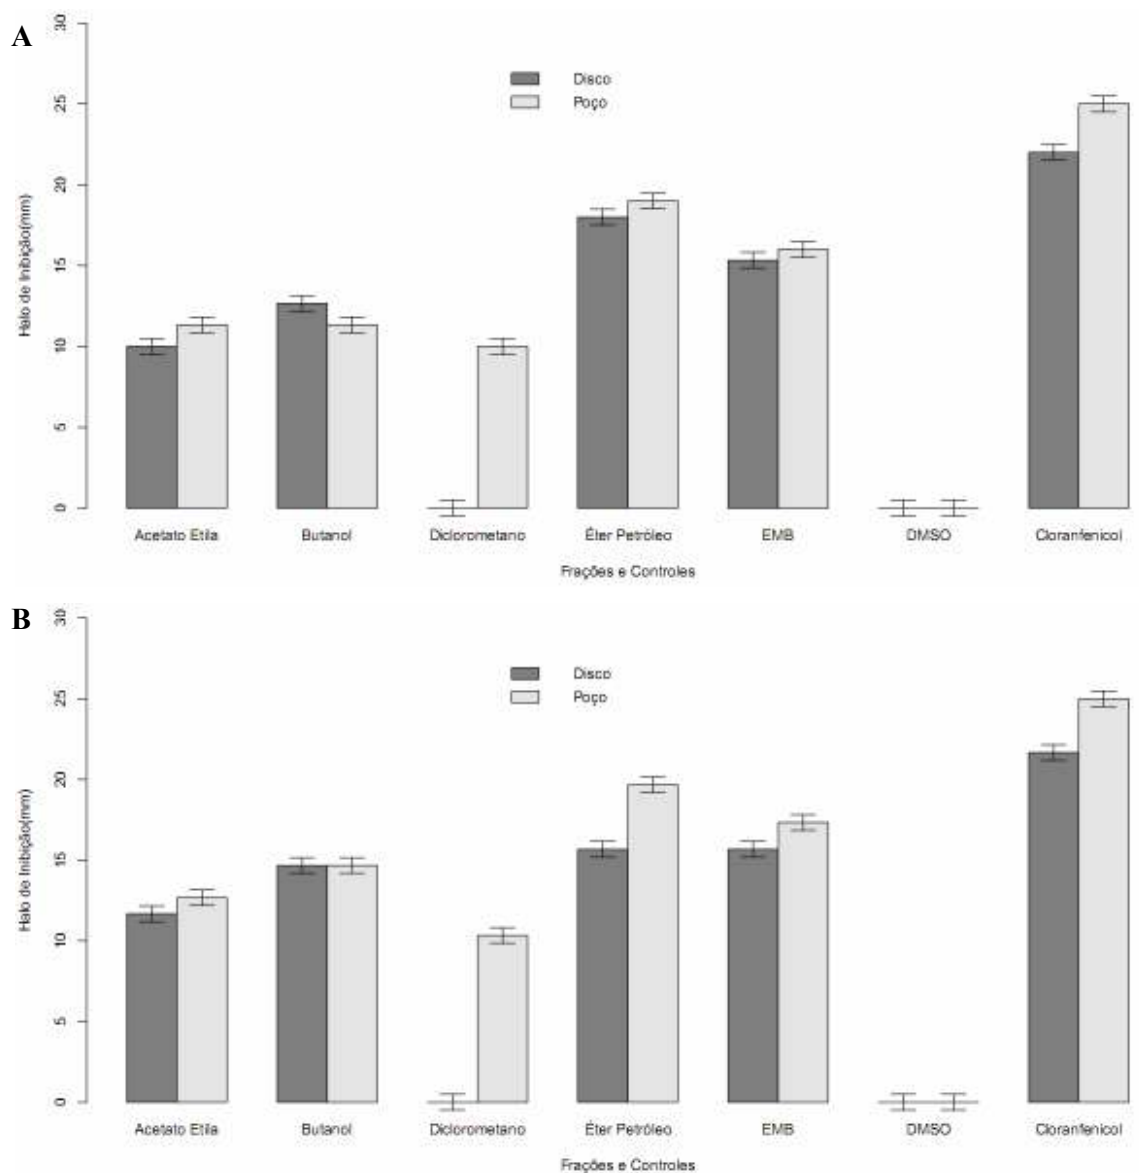 A
30
25
20
15
10
5
0
Halo de Inibição(mm)
Disco
Poço
Acetato Etila Butanol Diclorometano Éter Petróleo EMB DMSO Cloranfenicol
Frações e Controles
B
30
25
20
15
10
5
0
Halo de Inibição(mm)
Disco
Poço
Acetato Etila Butanol Diclorometano Éter Petróleo EMB DMSO Cloranfenicol
Frações e Controles